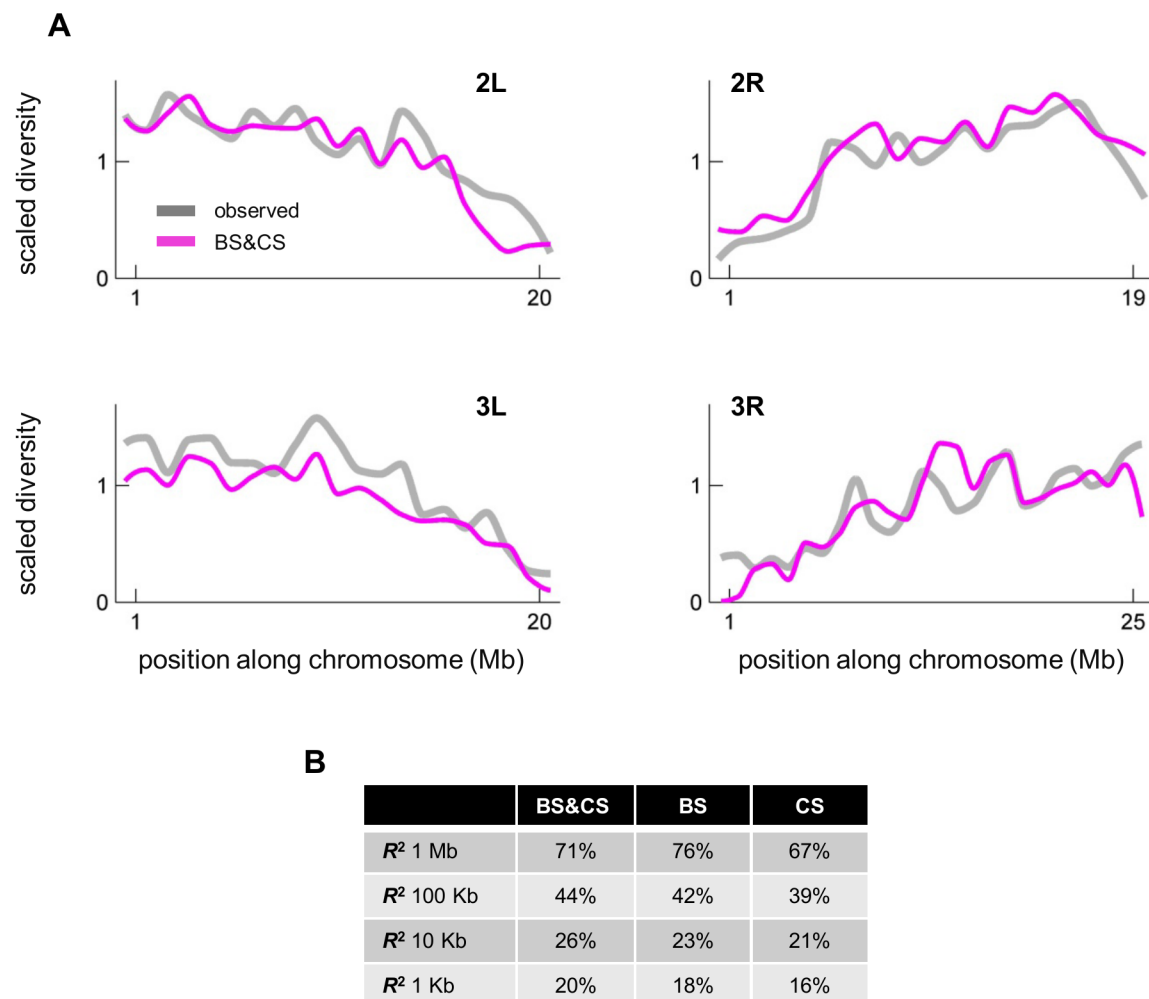 A
2L
2R
scaled diversity
1
0
observed
BS&CS
1
20
1
0
1
19
3L
3R
scaled diversity
1
0
1
20
1
0
1
25
position along chromosome (Mb)
position along chromosome (Mb)
B
BS&CS BS CS
R² 1 Mb 71% 76% 67%
R² 100 Kb 44% 42% 39%
R² 10 Kb 26% 23% 21%
R² 1 Kb 20% 18% 16%